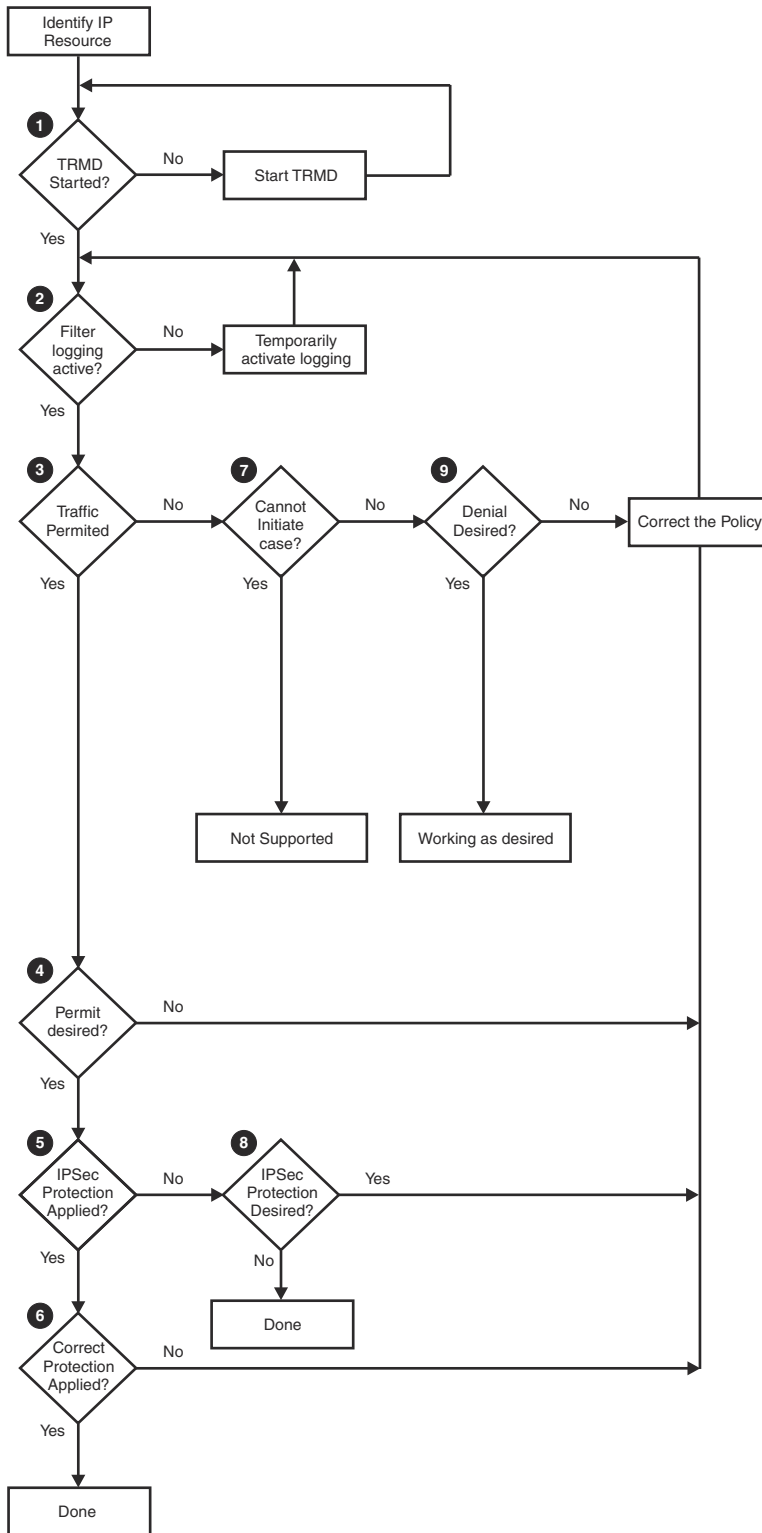 Identify IP
Resource
1
TRMD
Started?
No
Start TRMD
Yes
2
Filter
logging
active?
No
Temporarily
activate logging
Yes
3
Traffic
Permited
No
7
Cannot
Initiate
case?
No
9
Denial
Desired?
No
Correct the Policy
Yes
Yes
Yes
Not Supported
Working as desired
4
Permit
desired?
No
Yes
5
IPSec
Protection
Applied?
No
8
IPSec
Protection
Desired?
Yes
Yes
No
Done
6
Correct
Protection
Applied?
No
Yes
Done